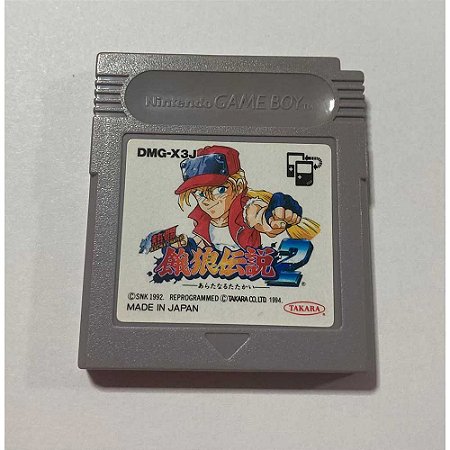 Nintendo GAME BOY TM
DMG-X3J
熱闘
餓狼伝説2
あらたなるたたかい
©SNK 1992. REPROGRAMMED ©TAKARA CO., LTD. 1994.
MADE IN JAPAN
TAKARA